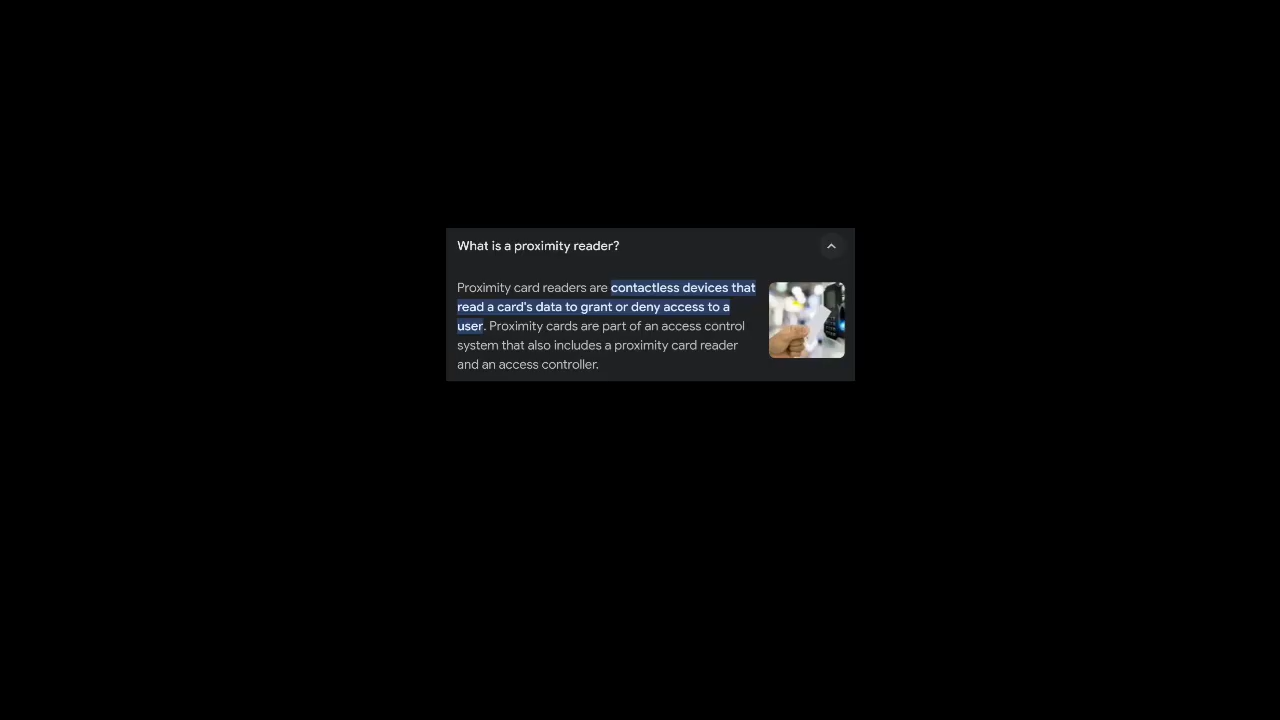 What is a proximity reader?
Proximity card readers are contactless devices that
read a card's data to grant or deny access to a
user. Proximity cards are part of an access control
system that also includes a proximity card reader
and an access controller.